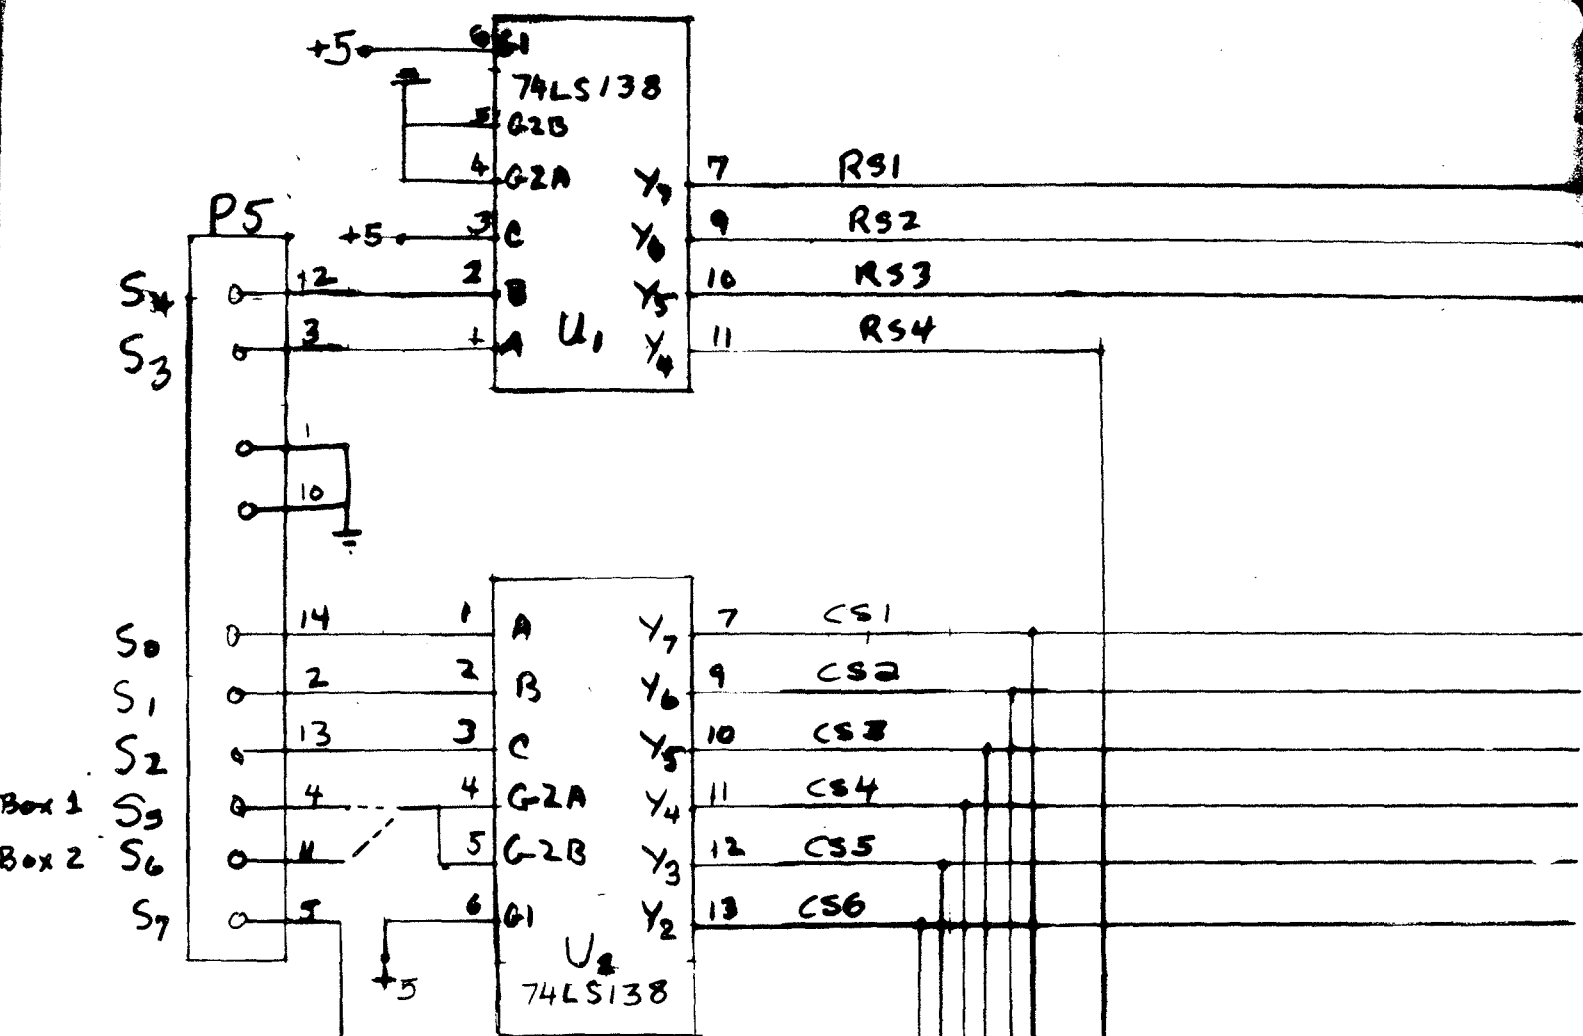 +5 6 G1
74LS138
5 G2B
4 G2A Y7 7 RS1
P5
+5 3 C Y6 9 RS2
S4 12 2 B Y5 10 RS3
U1
S3 3 1 A Y4 11 RS4
1
10
S0 14 1 A Y7 7 CS1
S1 2 2 B Y6 9 CS2
S2 13 3 C Y5 10 CS3
Box 1 S5 4 4 G2A Y4 11 CS4
Box 2 S6 11 5 G2B Y3 12 CS5
S7 5 6 G1 Y2 13 CS6
U2
+5
74LS138